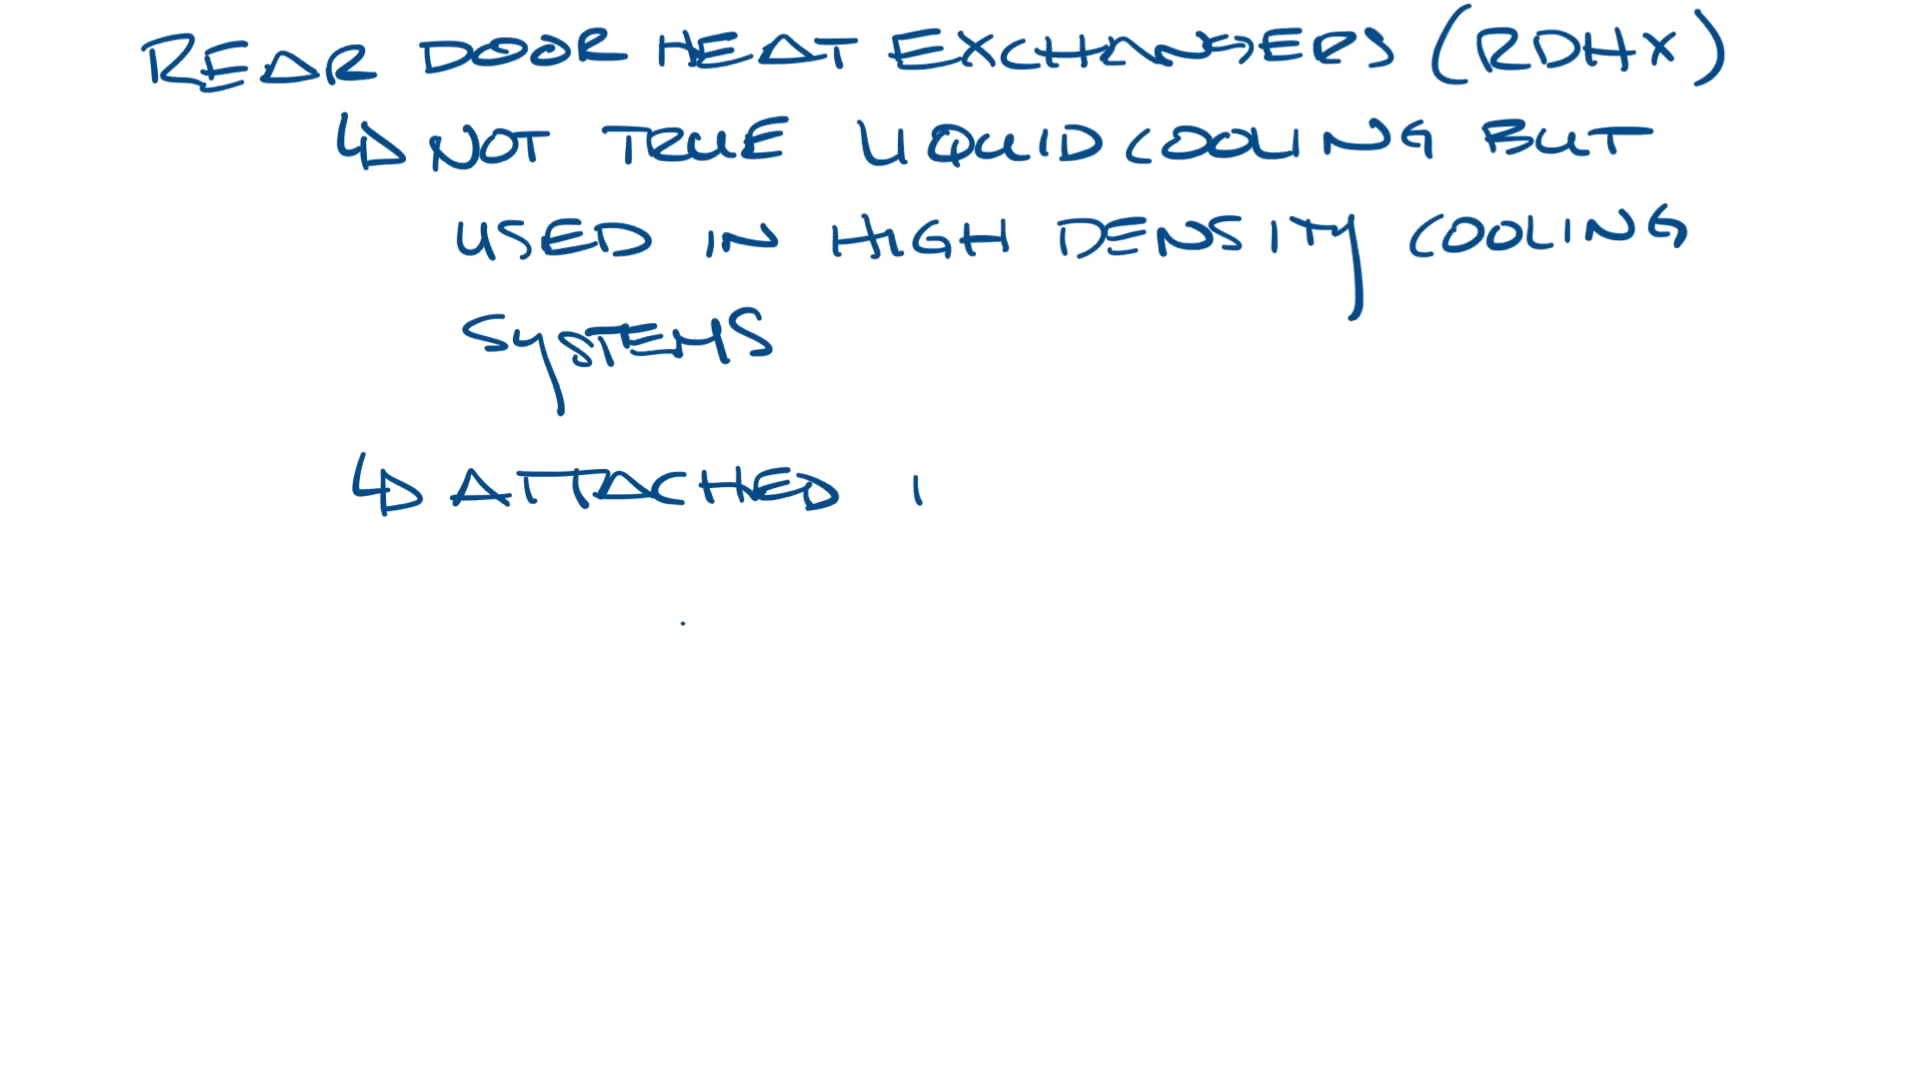 REAR DOOR HEAT EXCHANGERS (RDHX)
↳ NOT TRUE LIQUID COOLING BUT
USED IN HIGH DENSITY COOLING
SYSTEMS
↳ ATTACHED I